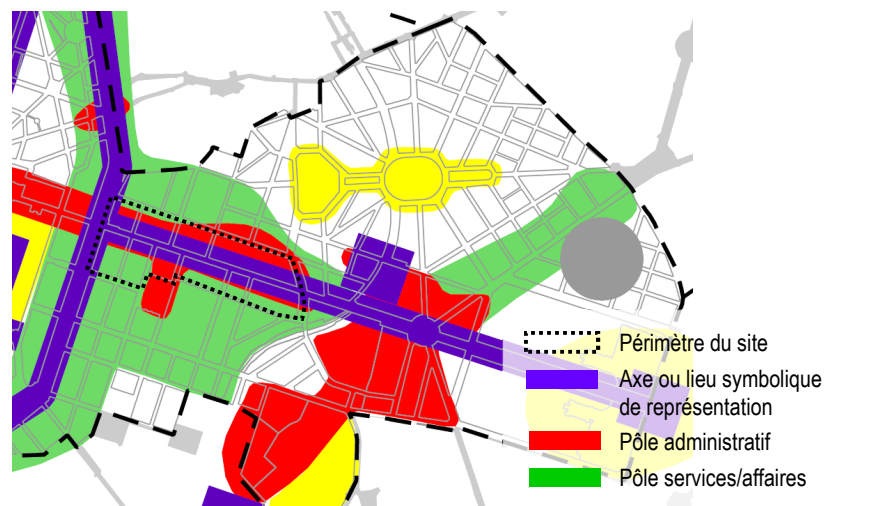 Périmètre du site
Axe ou lieu symbolique
de représentation
Pôle administratif
Pôle services/affaires